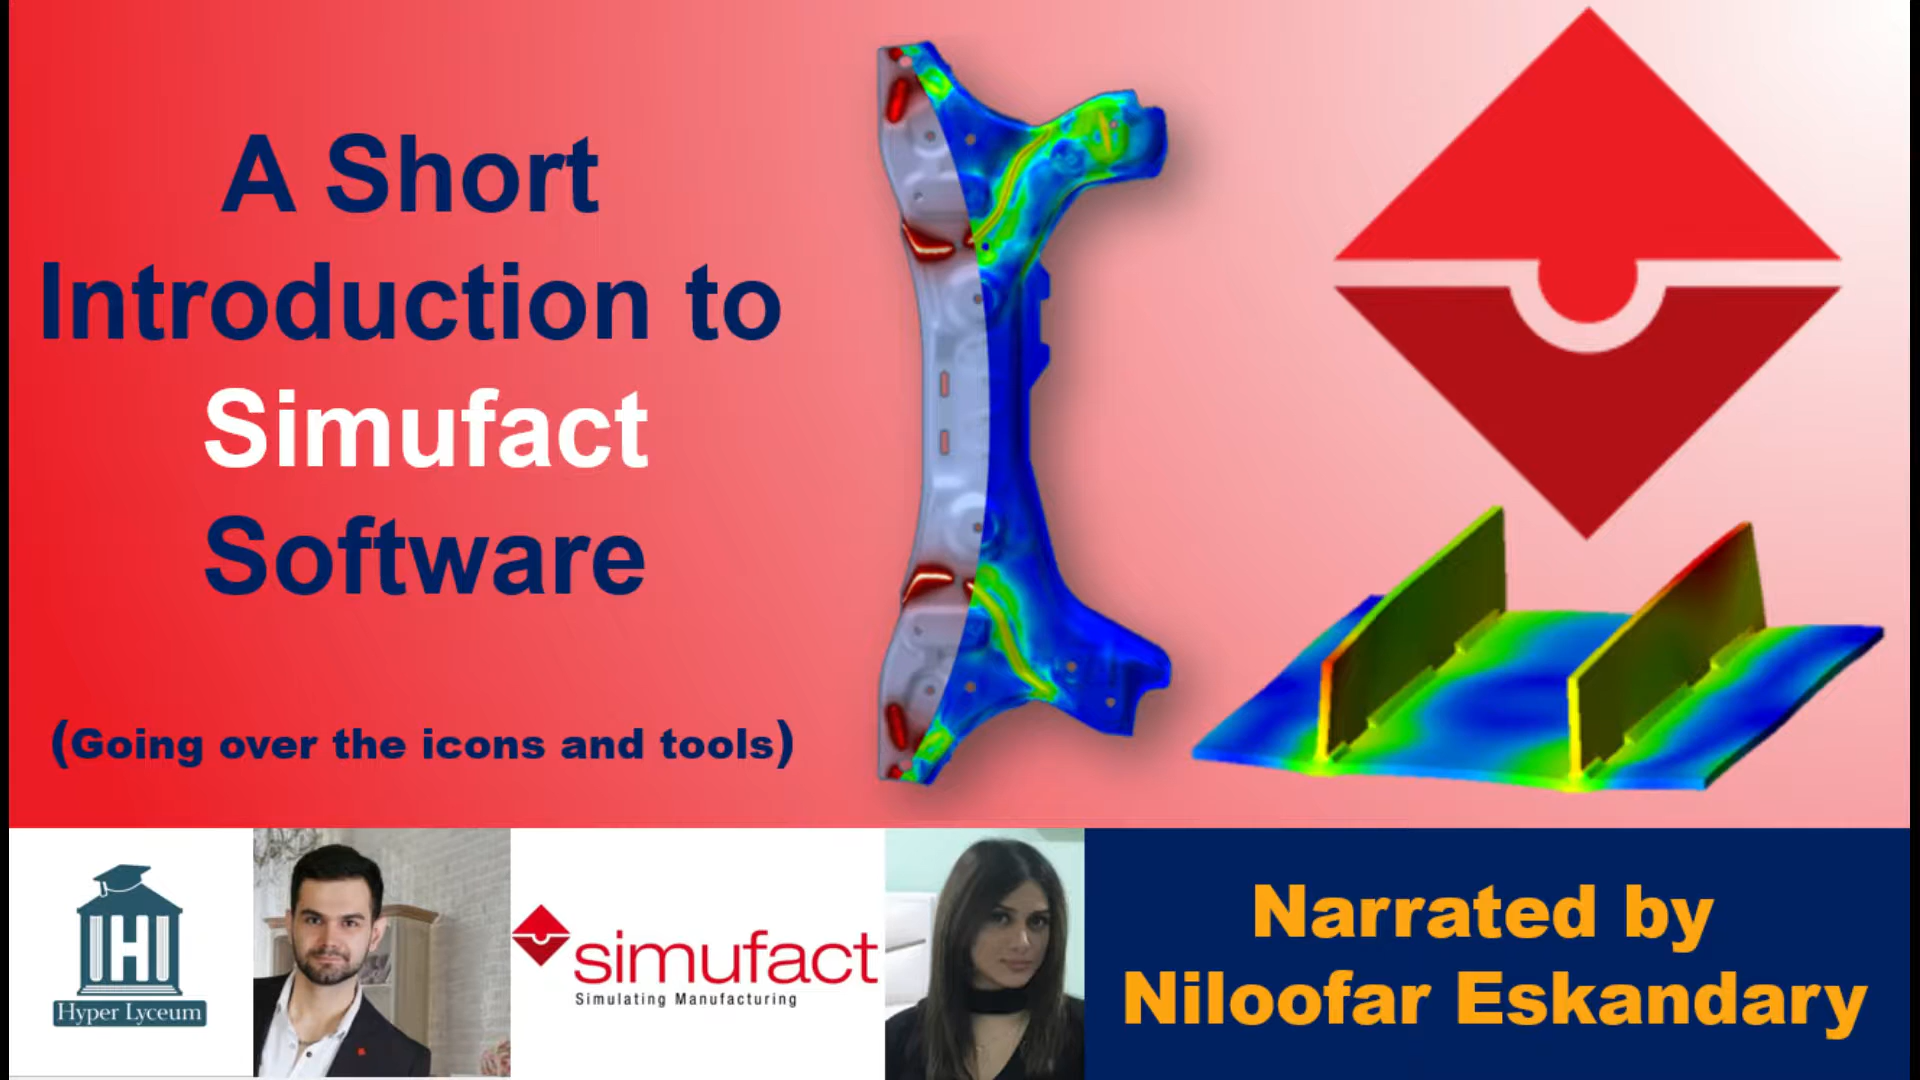 A Short
Introduction to
Simufact
Software
(Going over the icons and tools)
IHI
Hyper Lyceum
simufact
Simulating Manufacturing
Narrated by
Niloofar Eskandary